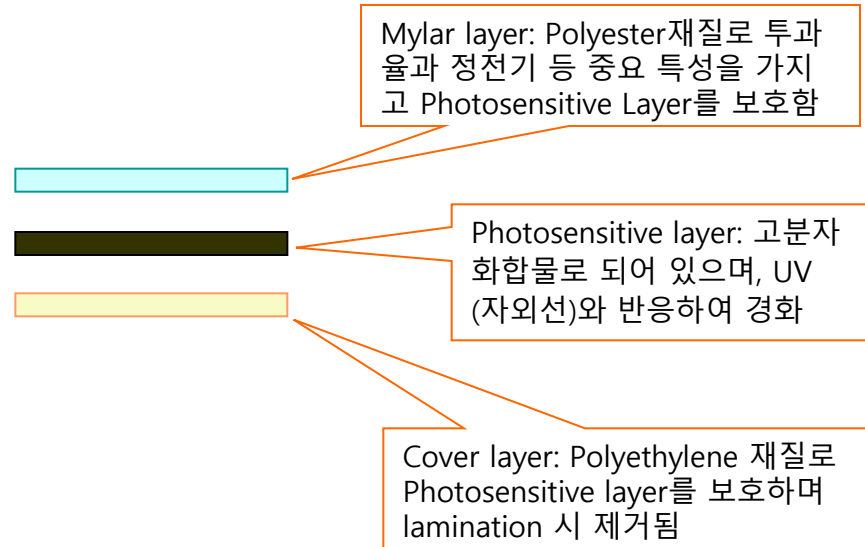 Mylar layer: Polyester재질로 투과
율과 정전기 등 중요 특성을 가지
고 Photosensitive Layer를 보호함
Photosensitive layer: 고분자
화합물로 되어 있으며, UV
(자외선)와 반응하여 경화
Cover layer: Polyethylene 재질로
Photosensitive layer를 보호하며
lamination 시 제거됨